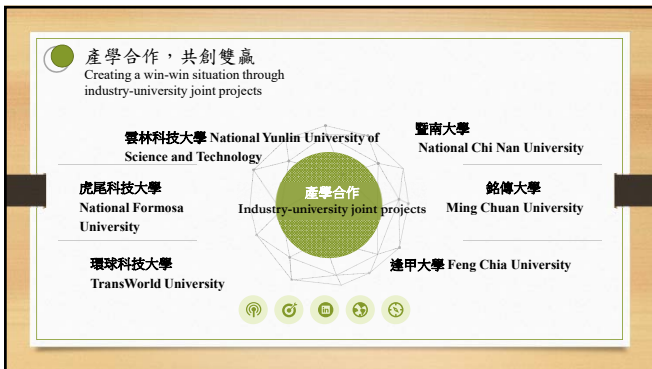 產學合作，共創雙贏
Creating a win-win situation through
industry-university joint projects
雲林科技大學 National Yunlin University of
Science and Technology
暨南大學
National Chi Nan University
虎尾科技大學
National Formosa
University
產學合作
Industry-university joint projects
銘傳大學
Ming Chuan University
環球科技大學
TransWorld University
逢甲大學 Feng Chia University
in